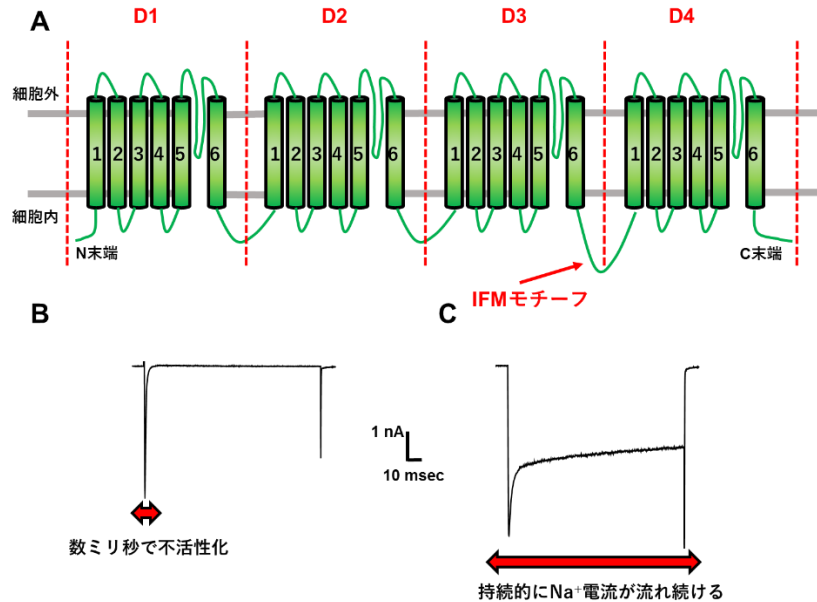 A
D1 D2 D3 D4
細胞外
1 2 3 4 5 6 1 2 3 4 5 6 1 2 3 4 5 6 1 2 3 4 5 6
細胞内
N末端
C末端
IFMモチーフ
B
C
1 nA
10 msec
数ミリ秒で不活性化
持続的にNa⁺電流が流れ続ける